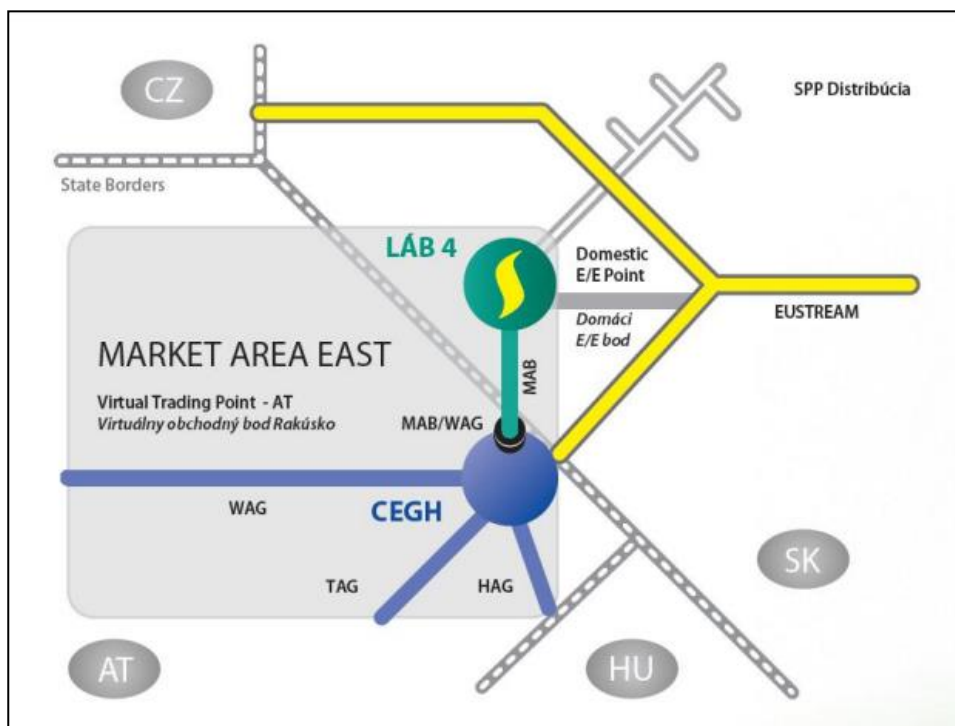 CZ
SPP Distribúcia
State Borders
LÁB 4
Domestic
E/E Point
Domáci
E/E bod
EUSTREAM
MARKET AREA EAST
Virtual Trading Point - AT
Virtuálny obchodný bod Rakúsko
MAB
MAB/WAG
WAG
CEGH
TAG
HAG
SK
AT
HU